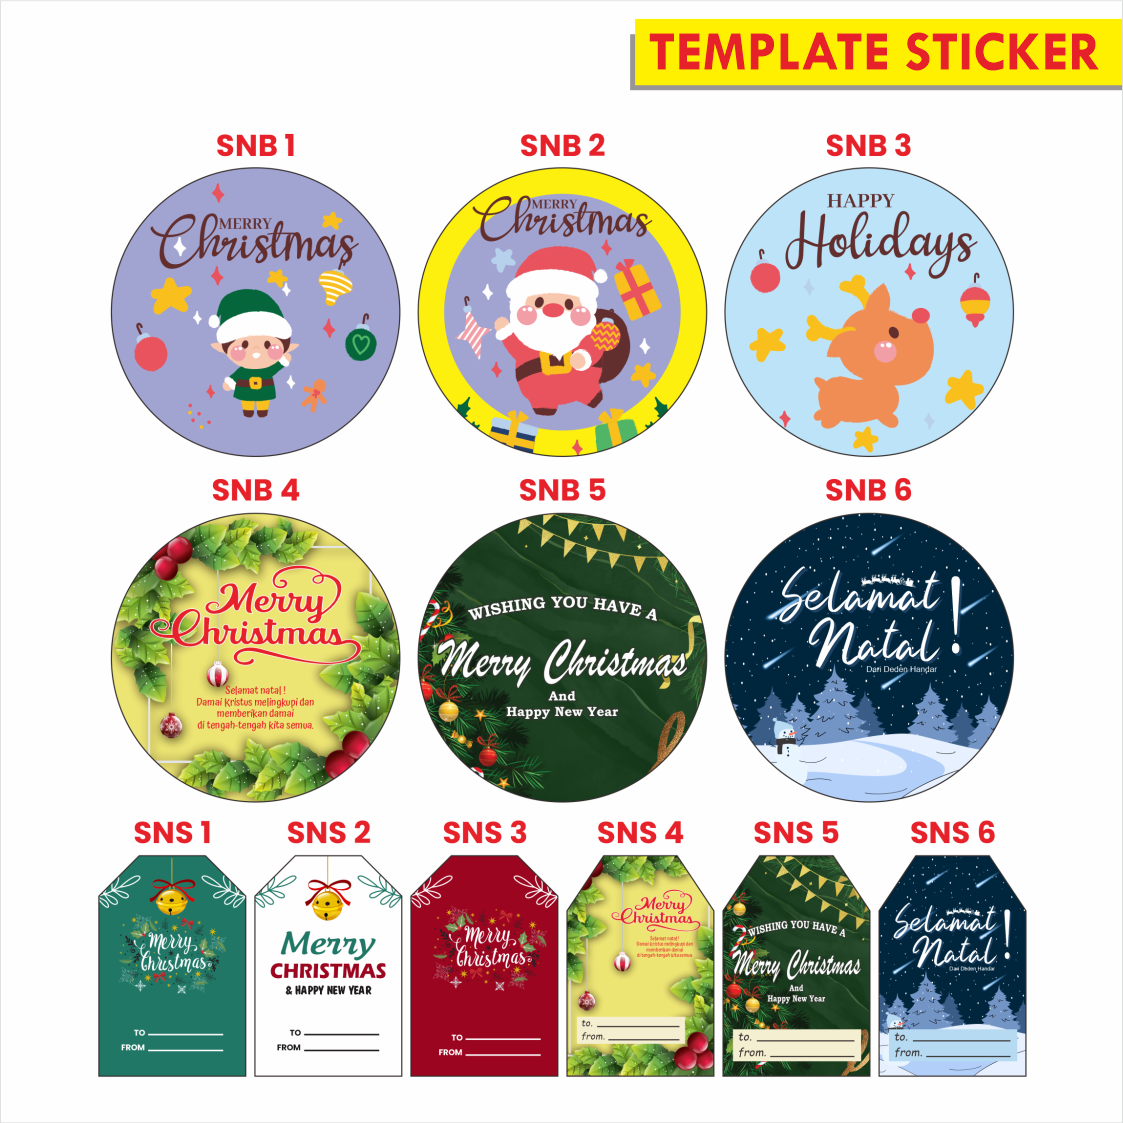 TEMPLATE STICKER
SNB 1
SNB 2
SNB 3
MERRY
Christmas
MERRY
Christmas
HAPPY
Holidays
SNB 4
SNB 5
SNB 6
Merry
Christmas
Selamat natal !
Damai Kristus melingkupi dan
memberikan damai
di tengah-tengah kita semua.
WISHING YOU HAVE A
Merry Christmas
And
Happy New Year
Selamat
Natal !
Dari Deden Handar
SNS 1
SNS 2
SNS 3
SNS 4
SNS 5
SNS 6
Merry
Christmas
TO
FROM
Merry
CHRISTMAS
& HAPPY NEW YEAR
TO
FROM
Merry
Christmas
TO
FROM
Merry
Christmas
Selamat natal !
Damai Kristus melingkupi dan
memberikan damai
di tengah-tengah kita semua.
to.
from.
WISHING YOU HAVE A
Merry Christmas
And
Happy New Year
to.
from.
Selamat
Natal !
Dari Deden Handar
to.
from.